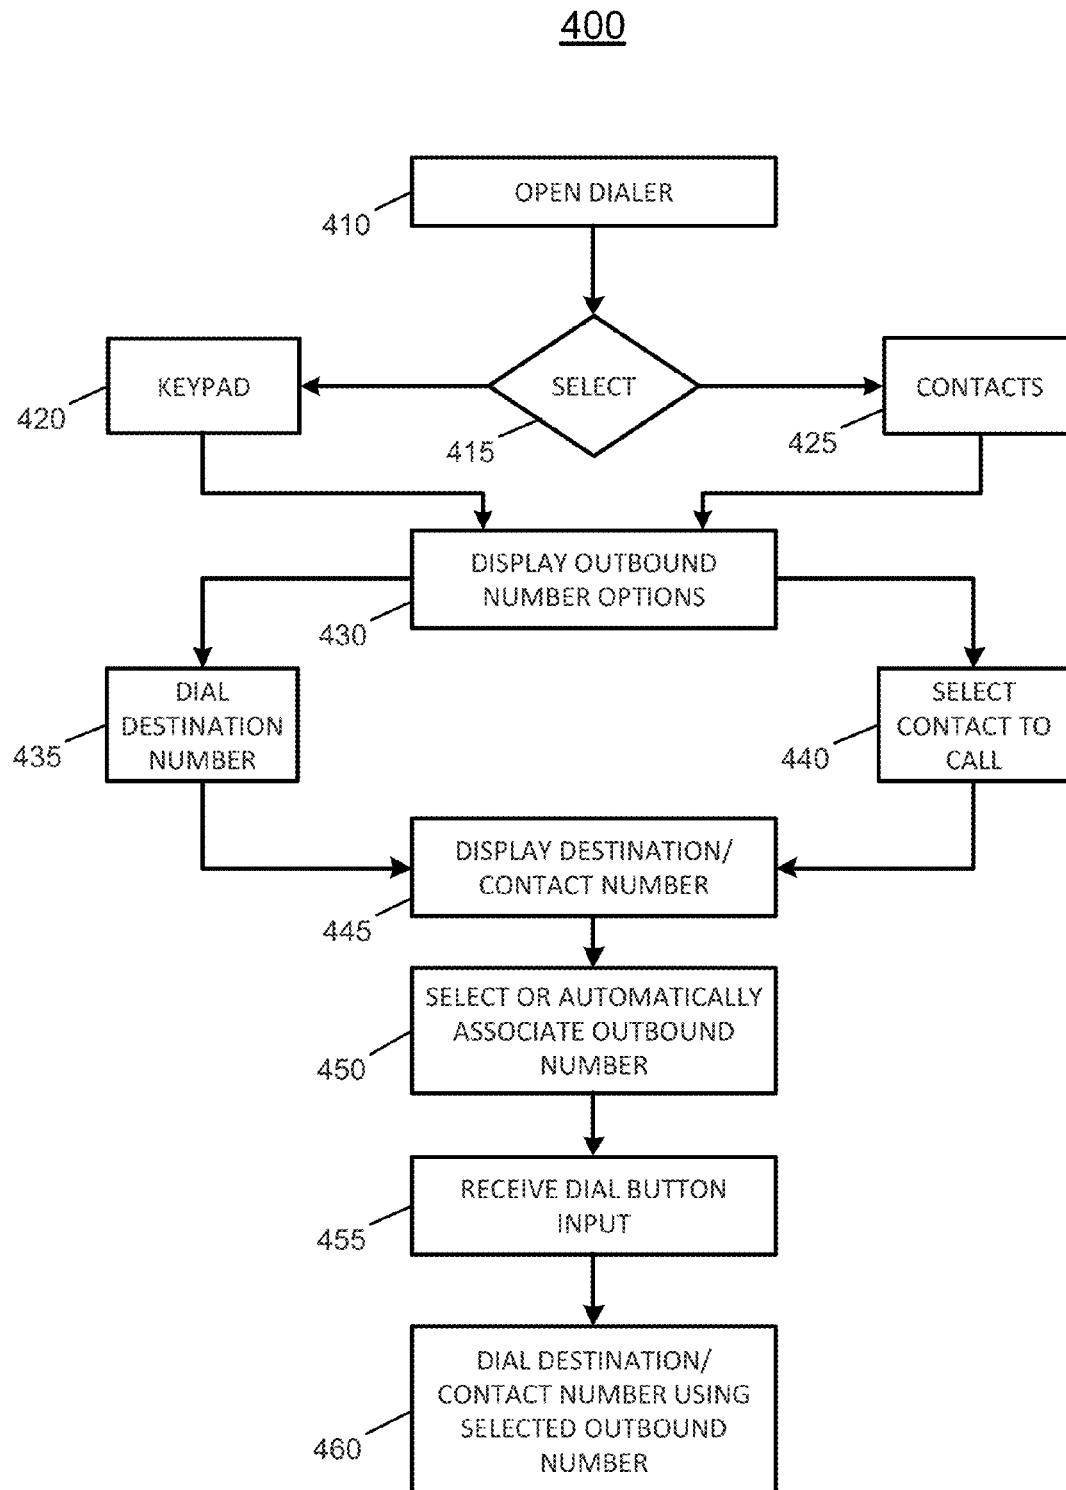 400
OPEN DIALER
410
KEYPAD
SELECT
CONTACTS
420
415
425
DISPLAY OUTBOUND
NUMBER OPTIONS
430
DIAL
DESTINATION
NUMBER
435
SELECT
CONTACT TO
CALL
440
DISPLAY DESTINATION/
CONTACT NUMBER
445
SELECT OR AUTOMATICALLY
ASSOCIATE OUTBOUND
NUMBER
450
RECEIVE DIAL BUTTON
INPUT
455
DIAL DESTINATION/
CONTACT NUMBER USING
SELECTED OUTBOUND
NUMBER
460